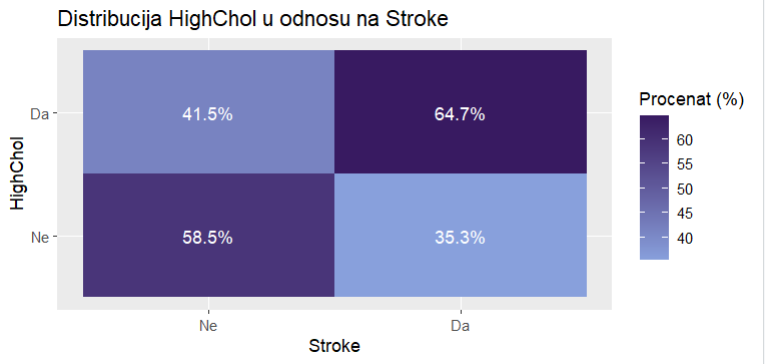 Distribucija HighChol u odnosu na Stroke
HighChol
Da
41.5%
64.7%
Ne
58.5%
35.3%
Ne
Da
Stroke
Procenat (%)
60
55
50
45
40